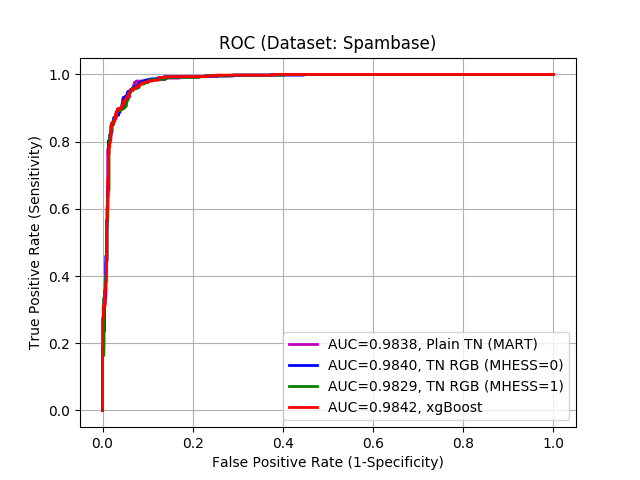 ROC (Dataset: Spambase)
True Positive Rate (Sensitivity)
1.0
0.8
0.6
0.4
0.2
0.0
AUC=0.9838, Plain TN (MART)
AUC=0.9840, TN RGB (MHESS=0)
AUC=0.9829, TN RGB (MHESS=1)
AUC=0.9842, xgBoost
0.0 0.2 0.4 0.6 0.8 1.0
False Positive Rate (1-Specificity)